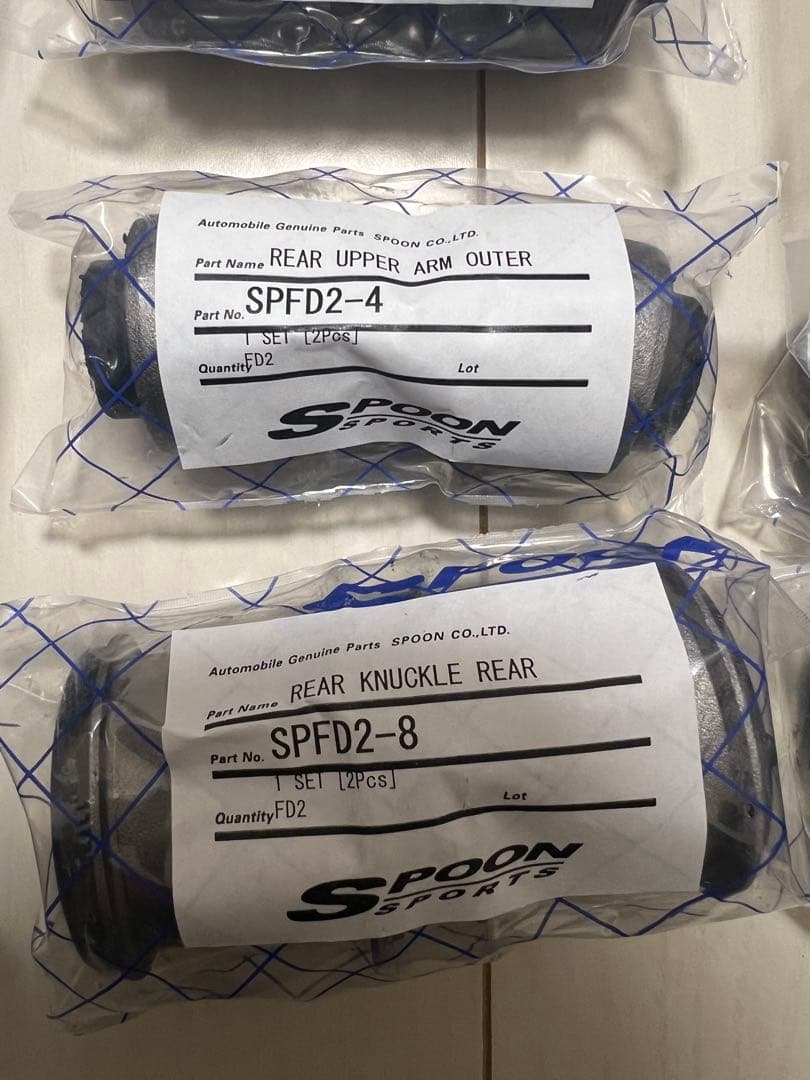 Automobile Genuine Parts SPOON CO.,LTD.
Part Name REAR UPPER ARM OUTER
Part No. SPFD2-4
1 SET [2Pcs]
Quantity FD2 Lot
SPOON
SPORTS
Spoon
Automobile Genuine Parts SPOON CO.,LTD.
Part Name REAR KNUCKLE REAR
Part No. SPFD2-8
1 SET [2Pcs]
Quantity FD2 Lot
SPOON
SPORTS